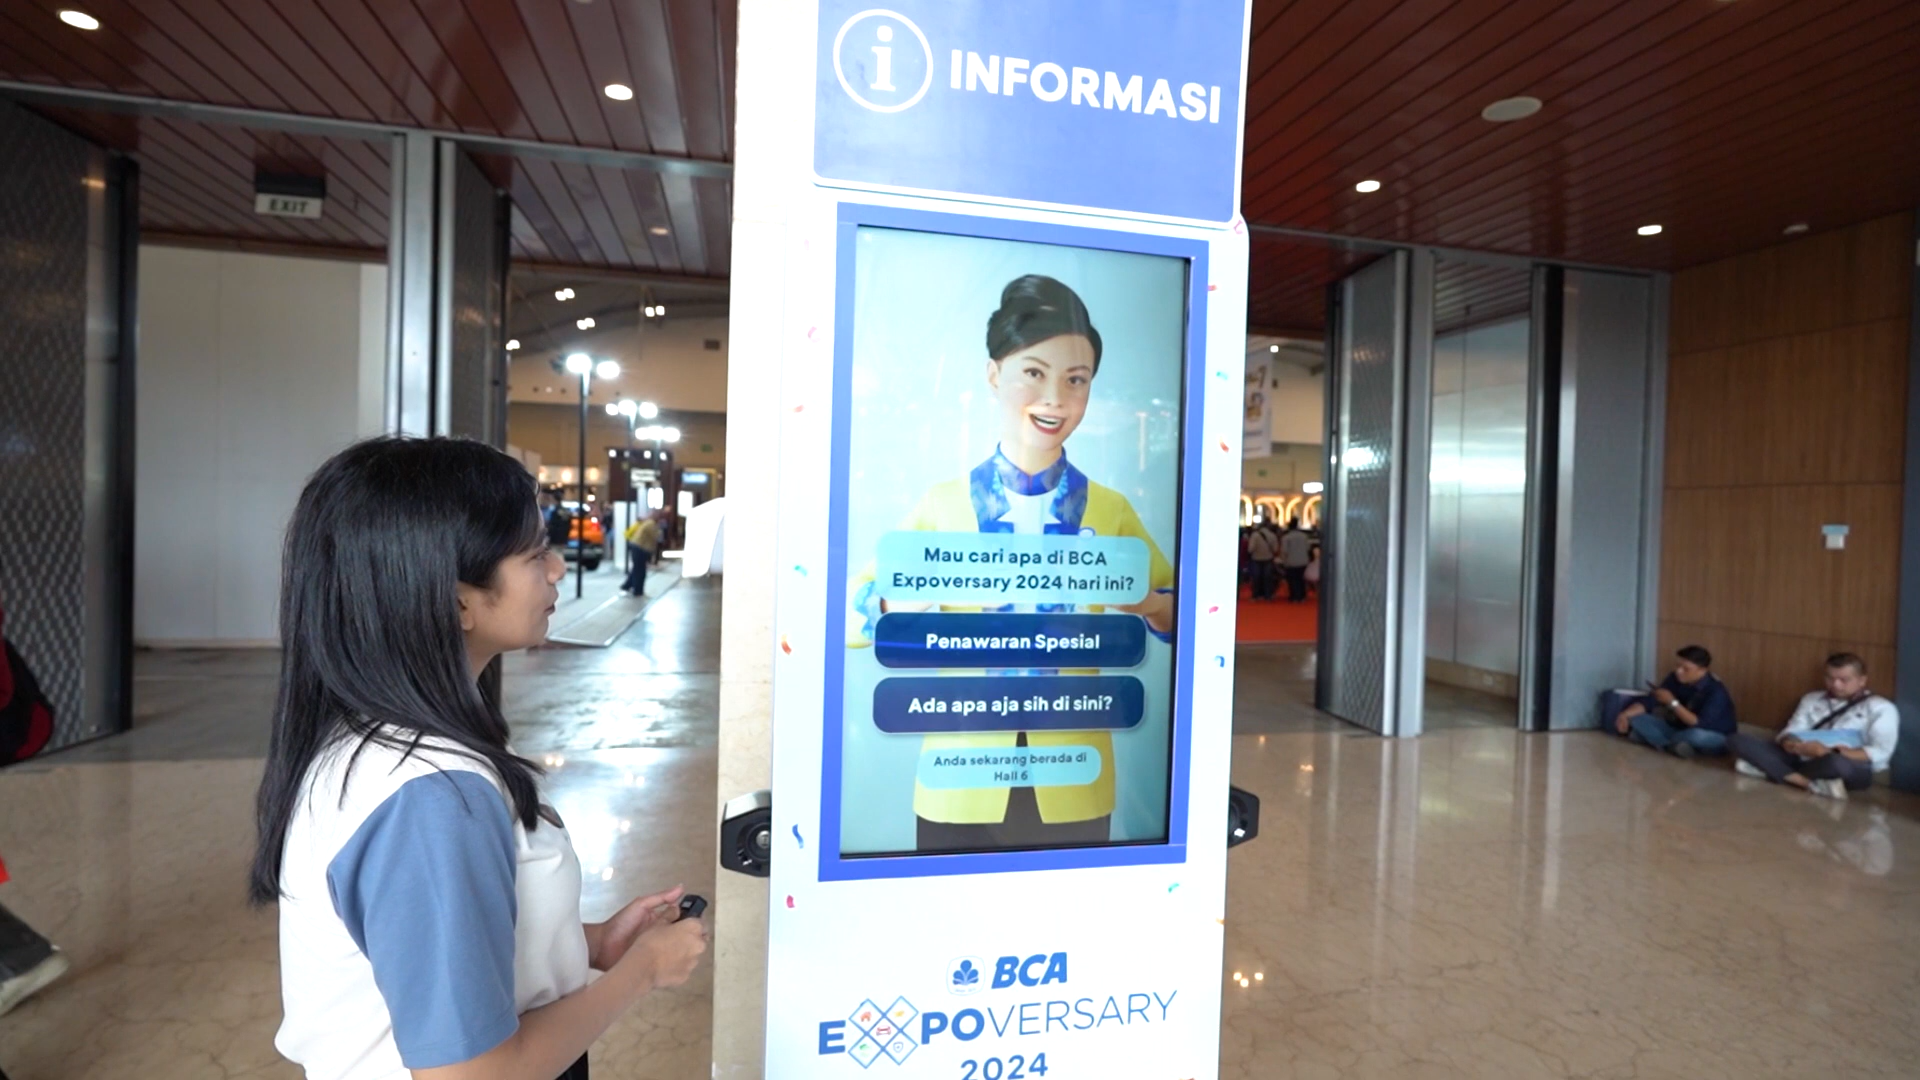 i INFORMASI
EXIT
Mau cari apa di BCA
Expoversary 2024 hari ini?
Penawaran Spesial
Ada apa aja sih di sini?
Anda sekarang berada di
Hall 6
BCA
EXPOVERSARY
2024